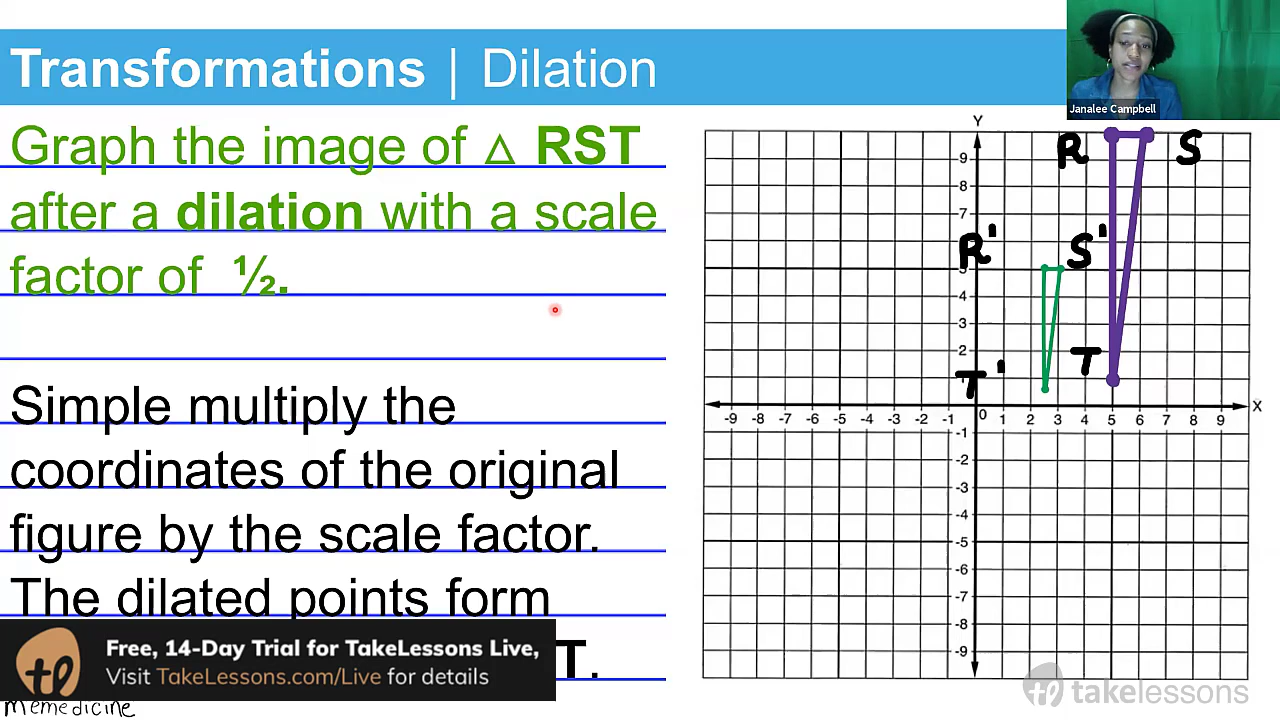 Transformations | Dilation
Janalee Campbell
Graph the image of △ RST
after a dilation with a scale
factor of ½.
Simple multiply the
coordinates of the original
figure by the scale factor.
The dilated points form
T.
Free, 14-Day Trial for TakeLessons Live,
Visit TakeLessons.com/Live for details
tl
memedicine
Y
R S
9
8
7
R' S'
5
4
3
2 T
T'
0 X
-9 -8 -7 -6 -5 -4 -3 -2 -1 1 2 3 4 5 6 7 8 9
-1
-2
-3
-4
-5
-6
-7
-8
-9
tl takelessons